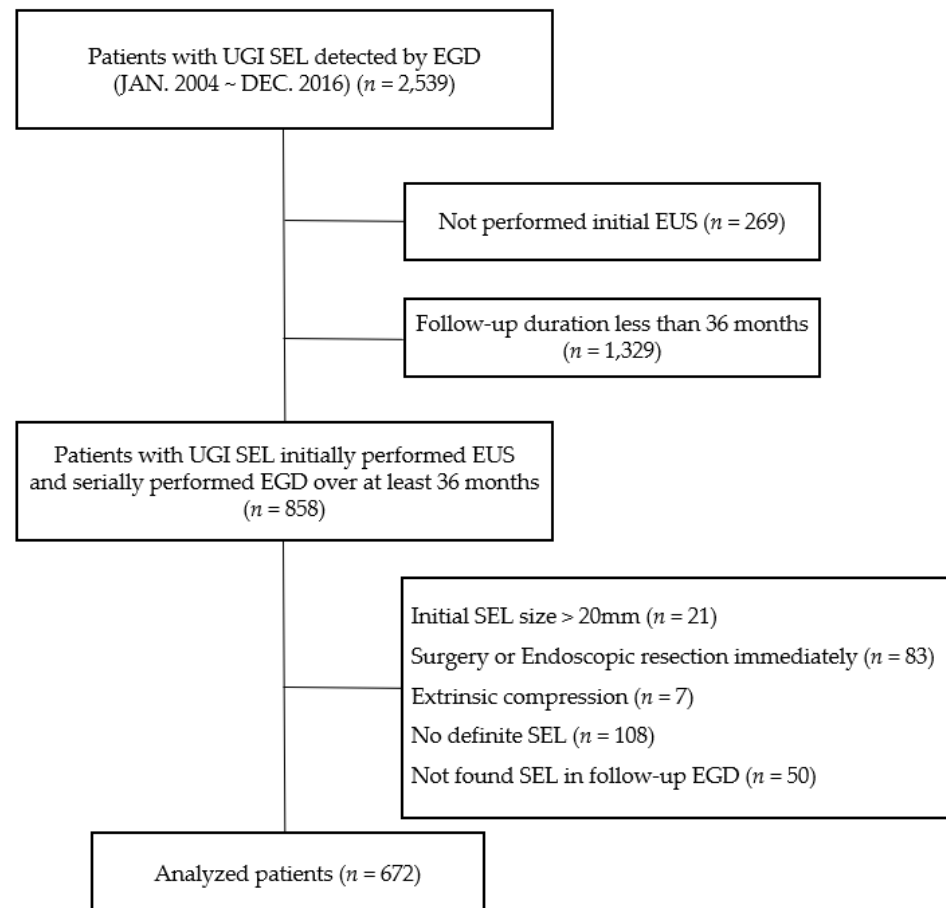 Patients with UGI SEL detected by EGD
(JAN. 2004 ~ DEC. 2016) (n = 2,539)
Not performed initial EUS (n = 269)
Follow-up duration less than 36 months
(n = 1,329)
Patients with UGI SEL initially performed EUS
and serially performed EGD over at least 36 months
(n = 858)
Initial SEL size > 20mm (n = 21)
Surgery or Endoscopic resection immediately (n = 83)
Extrinsic compression (n = 7)
No definite SEL (n = 108)
Not found SEL in follow-up EGD (n = 50)
Analyzed patients (n = 672)